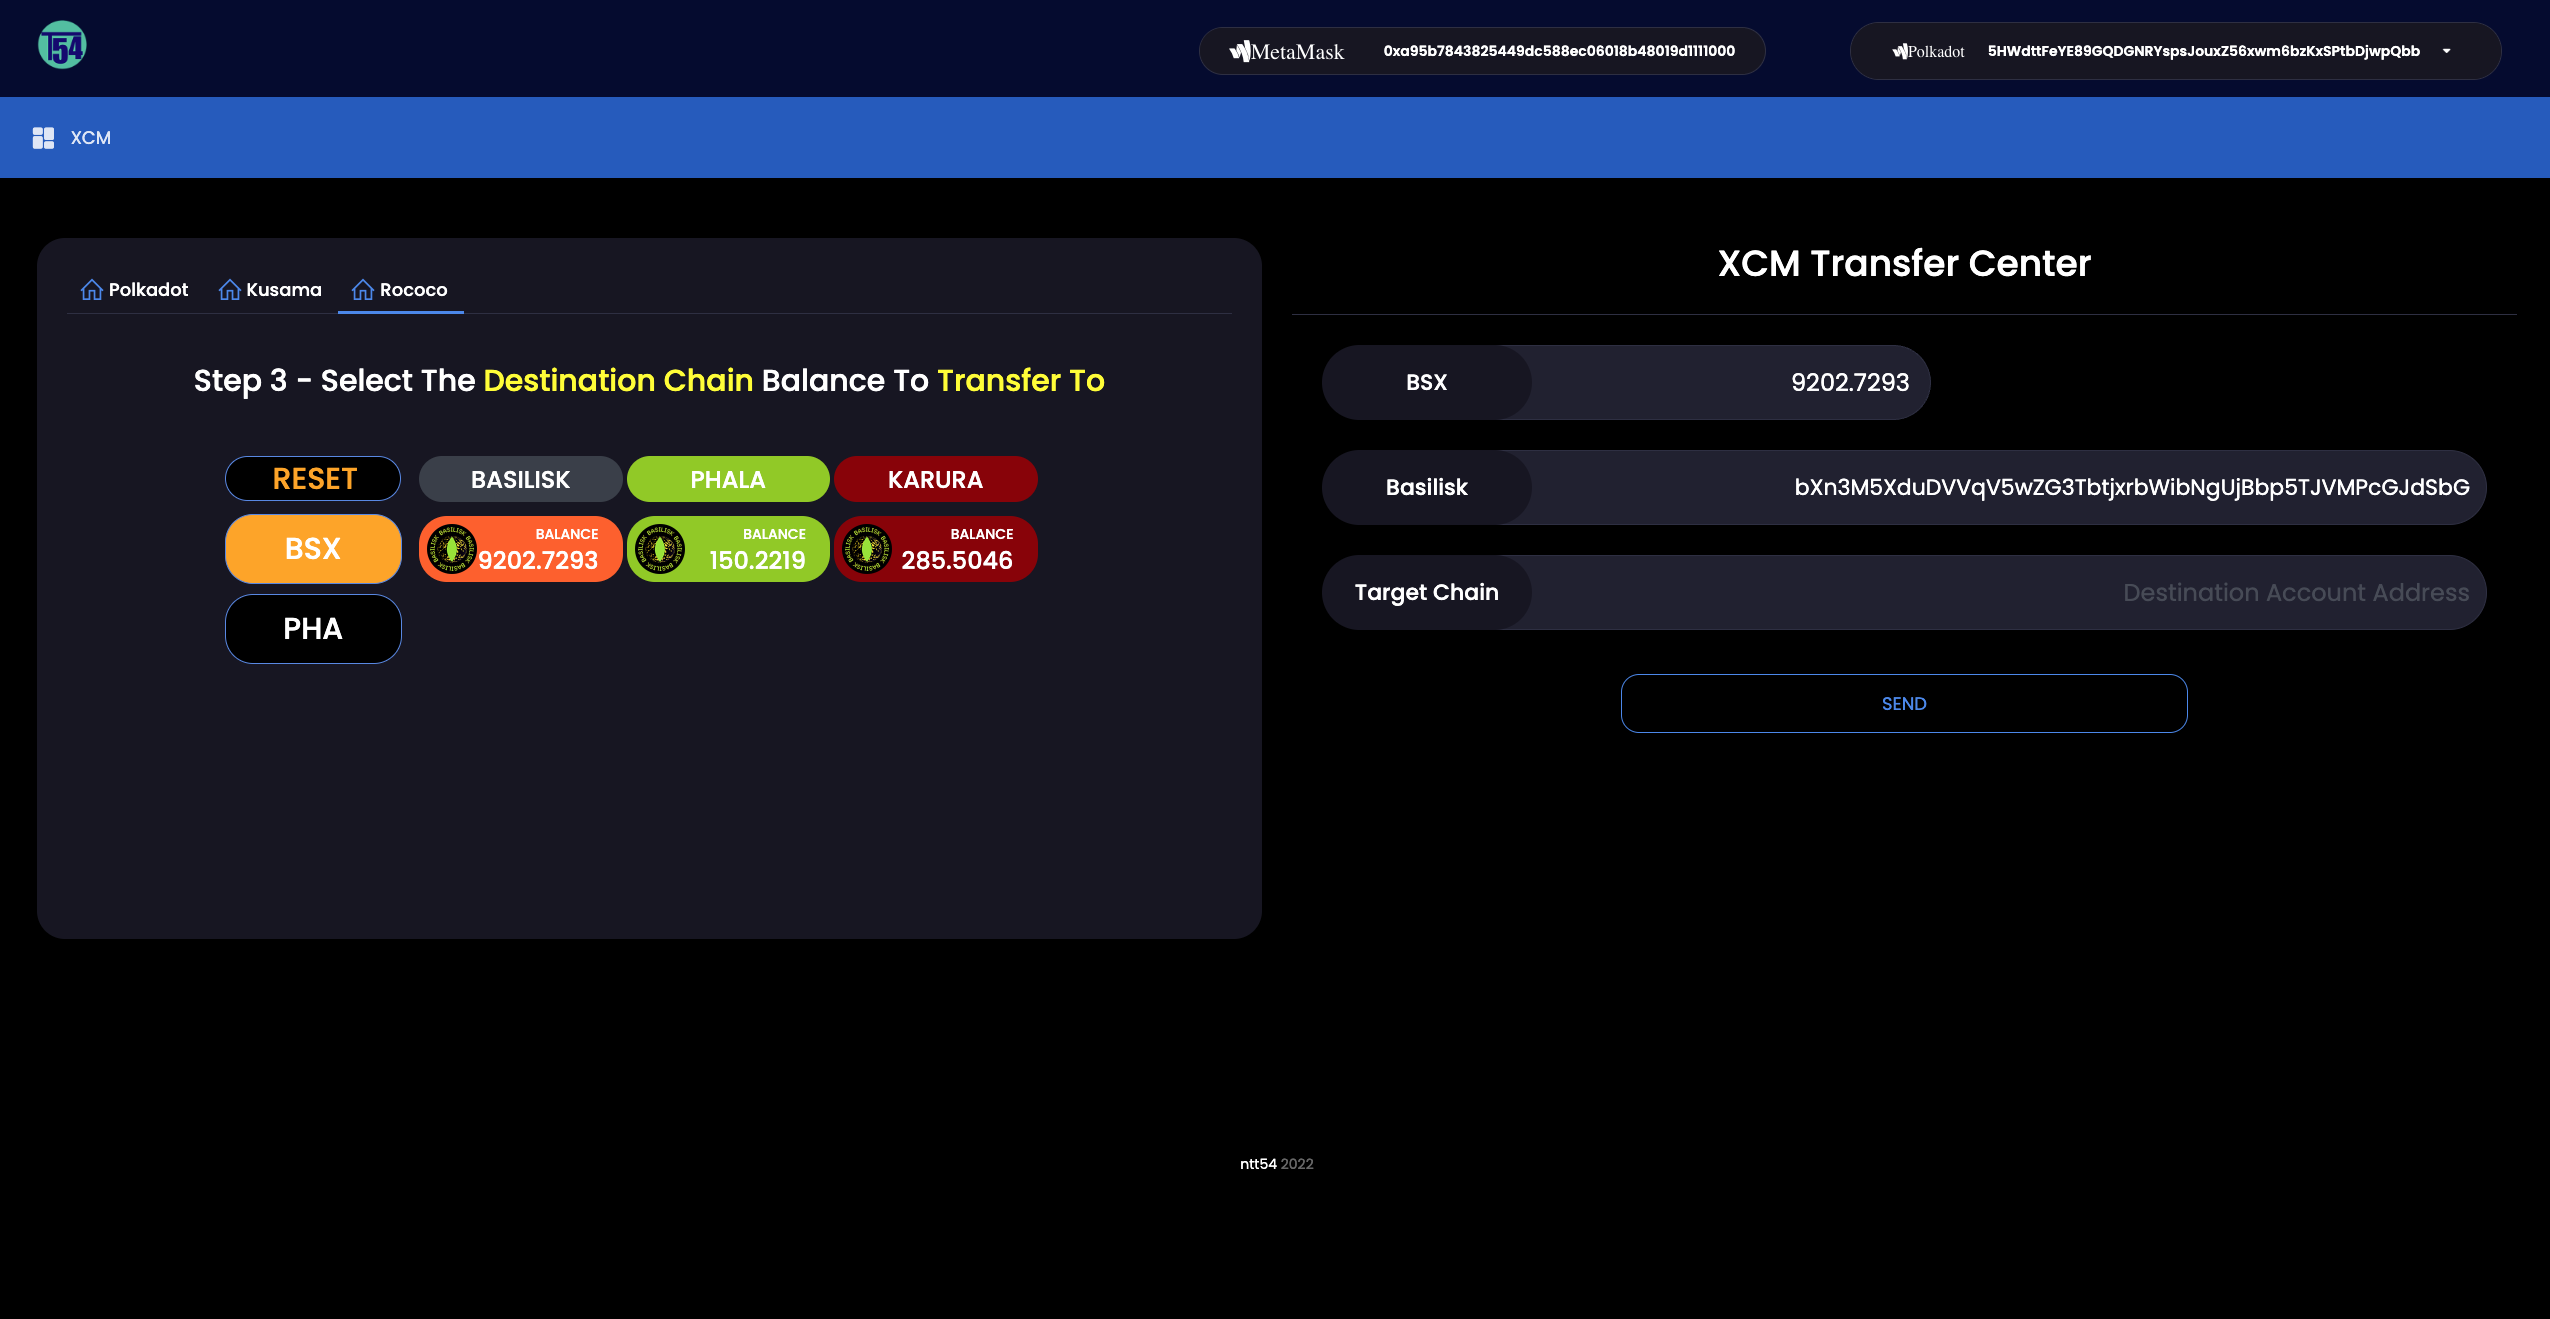 T54
MetaMask 0xa95b7843825449dc588ec06018b48019d1111000
Polkadot 5HWdttFeYE89GQDGNRYspsJouxZ56xwm6bzKxSPtbDjwpQbb
XCM
Polkadot Kusama Rococo
Step 3 - Select The Destination Chain Balance To Transfer To
RESET BASILISK PHALA KARURA
BSX
BALANCE 9202.7293
BALANCE 150.2219
BALANCE 285.5046
PHA
XCM Transfer Center
BSX 9202.7293
Basilisk bXn3M5XduDVVqV5wZG3TbtjxrbWibNgUjBbp5TJVMPcGJdSbG
Target Chain Destination Account Address
SEND
ntt54 2022